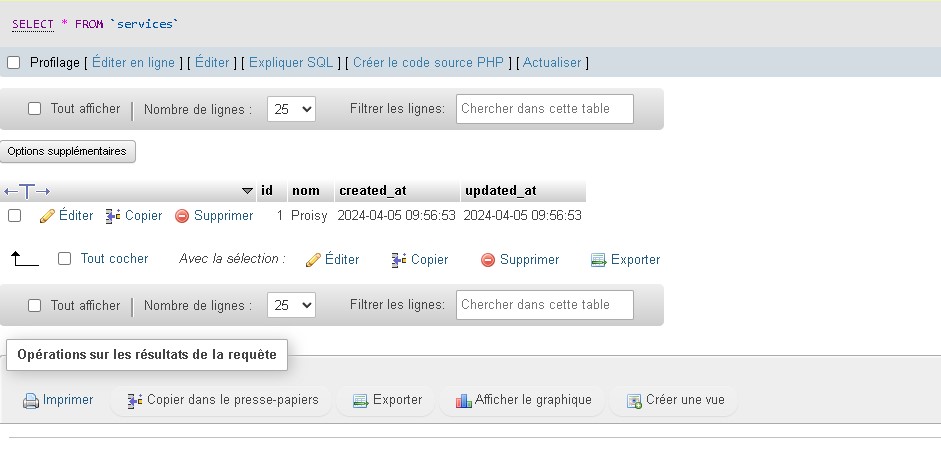 SELECT * FROM `services`
Profilage [ Éditer en ligne ] [ Éditer ] [ Expliquer SQL ] [ Créer le code source PHP ] [ Actualiser ]
Tout afficher | Nombre de lignes : 25 Filtrer les lignes: Chercher dans cette table
Options supplémentaires
←T→ id nom created_at updated_at
Éditer Copier Supprimer 1 Proisy 2024-04-05 09:56:53 2024-04-05 09:56:53
Tout cocher Avec la sélection : Éditer Copier Supprimer Exporter
Tout afficher | Nombre de lignes : 25 Filtrer les lignes: Chercher dans cette table
Opérations sur les résultats de la requête
Imprimer Copier dans le presse-papiers Exporter Afficher le graphique Créer une vue